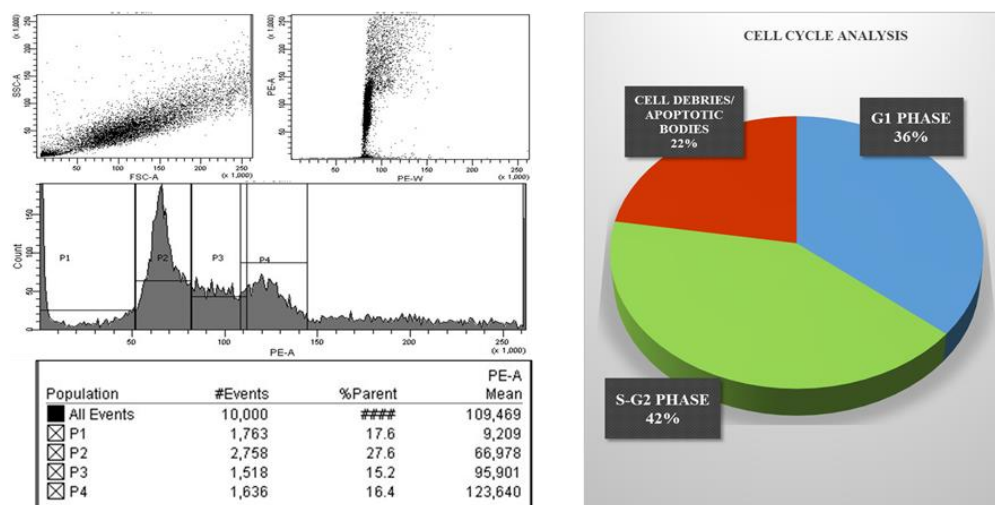 (x 1,000)
250
200
150
100
50
SSC-A
50 100 150 200 250
FSC-A
(x 1,000)
(x 1,000)
250
200
150
100
50
PE-A
50 100 150 200 250
PE-W
(x 1,000)
Count
150
100
50
0
P1 P2 P3 P4
0 50 100 150 200 250
PE-A
(x 1,000)
PE-A
Population #Events %Parent Mean
All Events 10,000 #### 109,469
P1 1,763 17.6 9,209
P2 2,758 27.6 66,978
P3 1,518 15.2 95,901
P4 1,636 16.4 123,640
CELL CYCLE ANALYSIS
CELL DEBRIES/
APOPTOTIC
BODIES
22%
G1 PHASE
36%
S-G2 PHASE
42%